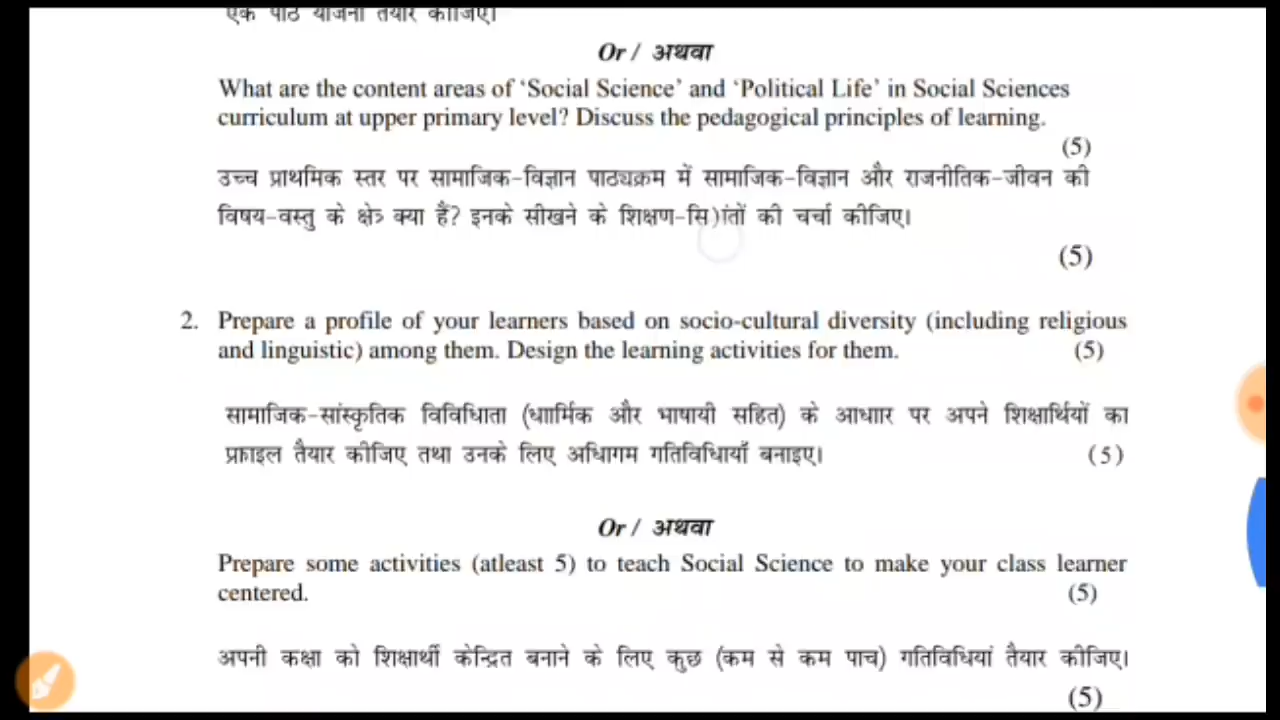 एक पाठ योजना तैयार कीजिए।
Or / अथवा
What are the content areas of ‘Social Science’ and ‘Political Life’ in Social Sciences
curriculum at upper primary level? Discuss the pedagogical principles of learning.
(5)
उच्च प्राथमिक स्तर पर सामाजिक-विज्ञान पाठ्यक्रम में सामाजिक-विज्ञान और राजनीतिक-जीवन की
विषय-वस्तु के क्षेत्र क्या हैं? इनके सीखने के शिक्षण-सि)ांतों की चर्चा कीजिए।
(5)
2. Prepare a profile of your learners based on socio-cultural diversity (including religious
and linguistic) among them. Design the learning activities for them. (5)
सामाजिक-सांस्कृतिक विविधिाता (धाार्मिक और भाषायी सहित) के आधाार पर अपने शिक्षार्थियों का
प्रफाइल तैयार कीजिए तथा उनके लिए अधिागम गतिविधिायाँ बनाइए। (5)
Or / अथवा
Prepare some activities (atleast 5) to teach Social Science to make your class learner
centered. (5)
अपनी कक्षा को शिक्षार्थी केन्द्रित बनाने के लिए कुछ (कम से कम पाच) गतिविधियां तैयार कीजिए।
(5)